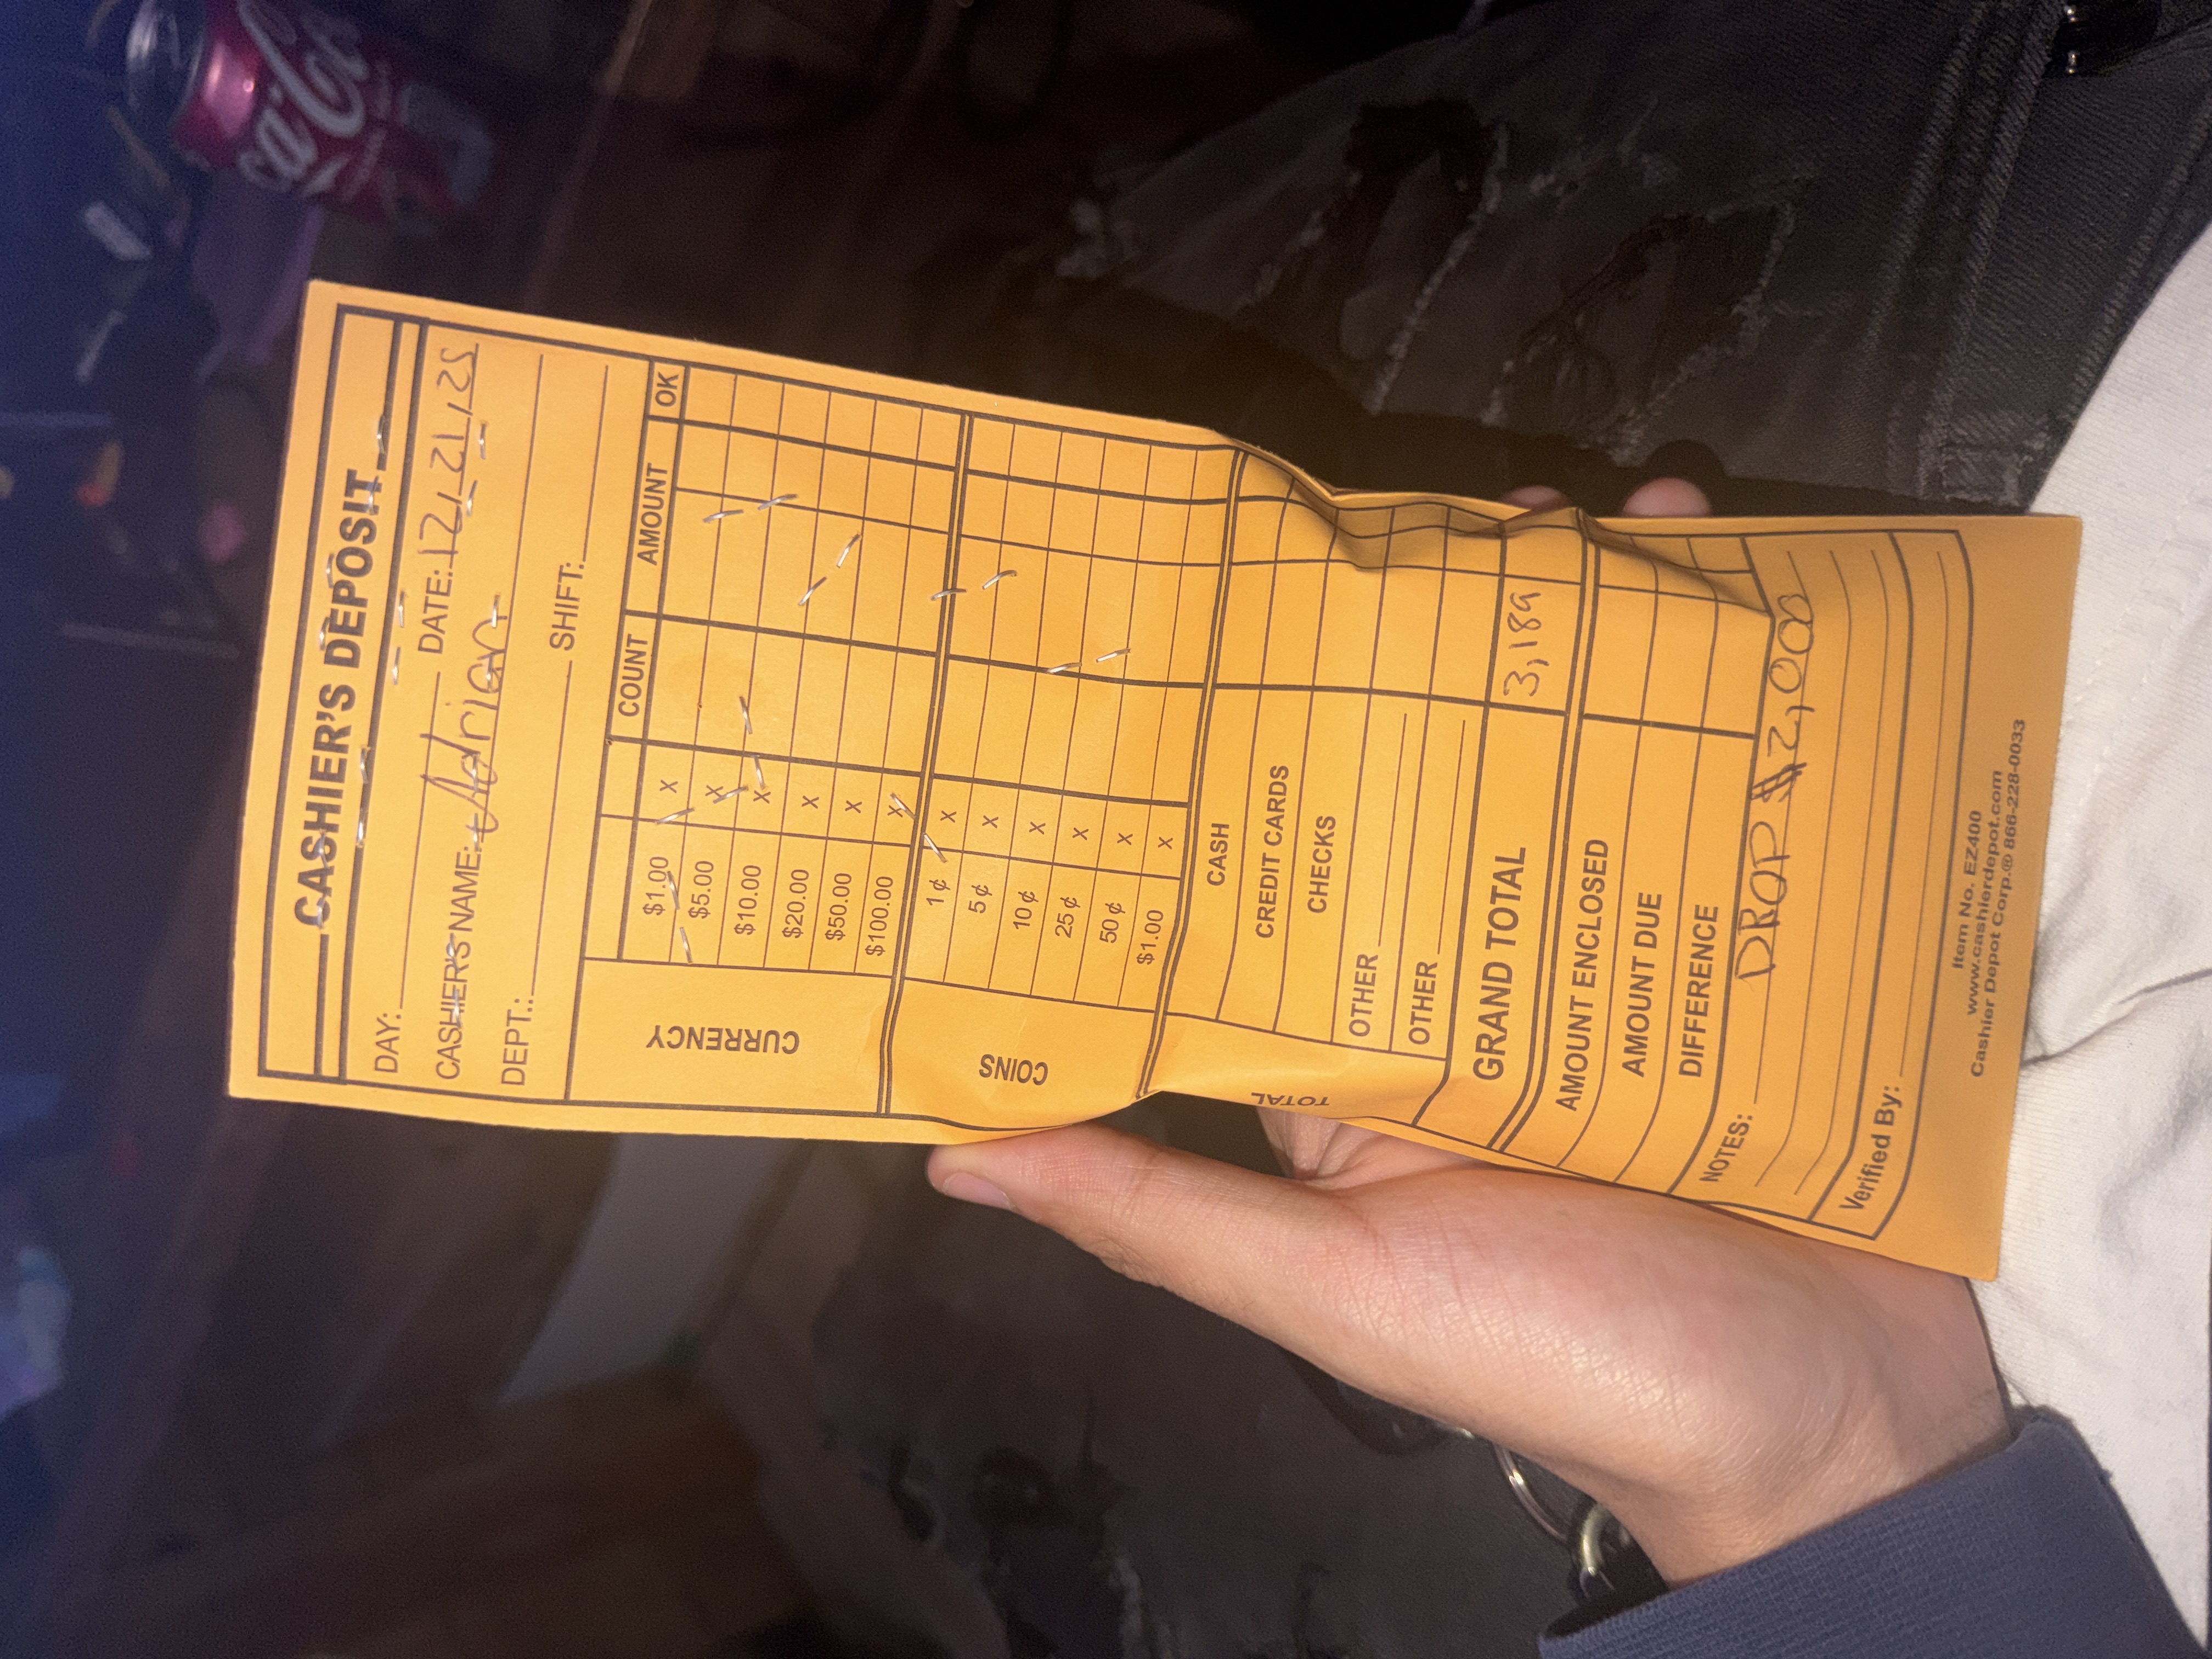 CASHIER'S DEPOSIT
DAY: DATE: 12/21/25
CASHIER'S NAME: Adrian
DEPT.: SHIFT:
COUNT AMOUNT OK
CURRENCY
$1.00 X
$5.00 X
$10.00 X
$20.00 X
$50.00 X
$100.00 X
COINS
1¢ X
5¢ X
10¢ X
25¢ X
50¢ X
$1.00 X
TOTAL
CASH
CREDIT CARDS
CHECKS
OTHER
OTHER
GRAND TOTAL 3,189
AMOUNT ENCLOSED
AMOUNT DUE
DIFFERENCE
NOTES: DROP $2,000
Verified By:
Item No. EZ400
www.cashierdepot.com
Cashier Depot Corp.® 866-228-0033